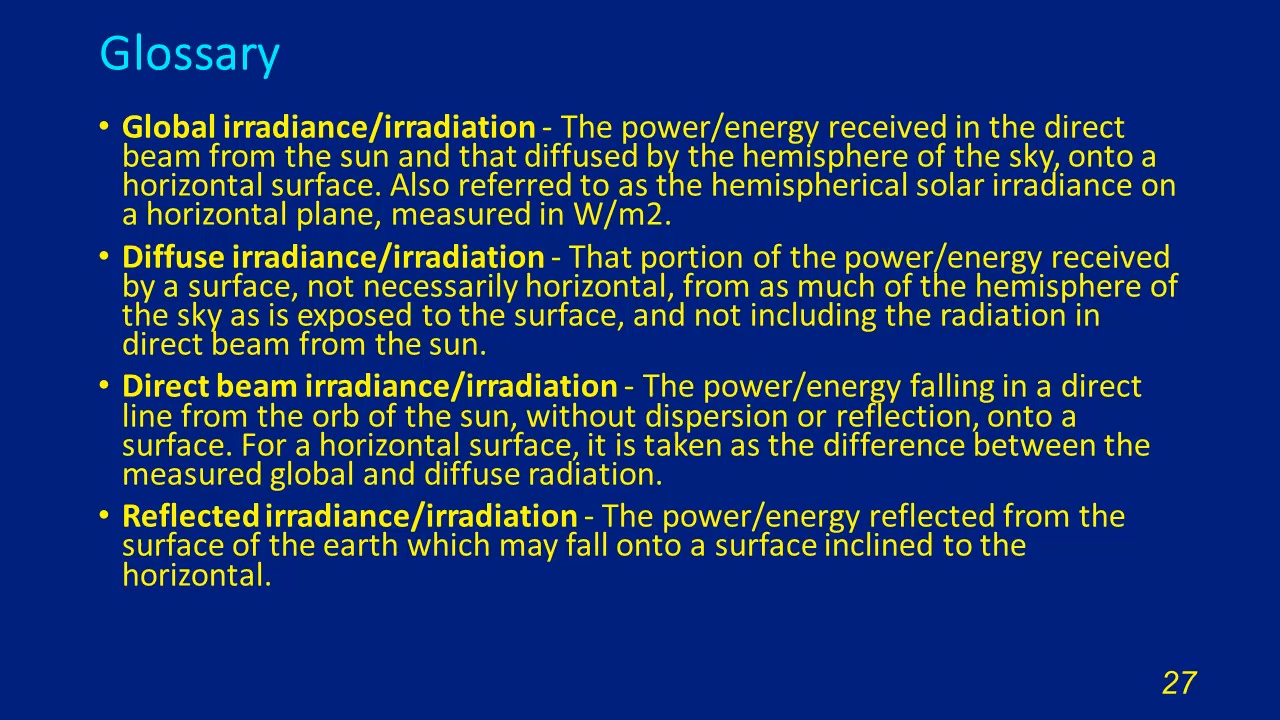 Glossary
• Global irradiance/irradiation - The power/energy received in the direct
beam from the sun and that diffused by the hemisphere of the sky, onto a
horizontal surface. Also referred to as the hemispherical solar irradiance on
a horizontal plane, measured in W/m2.
• Diffuse irradiance/irradiation - That portion of the power/energy received
by a surface, not necessarily horizontal, from as much of the hemisphere of
the sky as is exposed to the surface, and not including the radiation in
direct beam from the sun.
• Direct beam irradiance/irradiation - The power/energy falling in a direct
line from the orb of the sun, without dispersion or reflection, onto a
surface. For a horizontal surface, it is taken as the difference between the
measured global and diffuse radiation.
• Reflected irradiance/irradiation - The power/energy reflected from the
surface of the earth which may fall onto a surface inclined to the
horizontal.
27